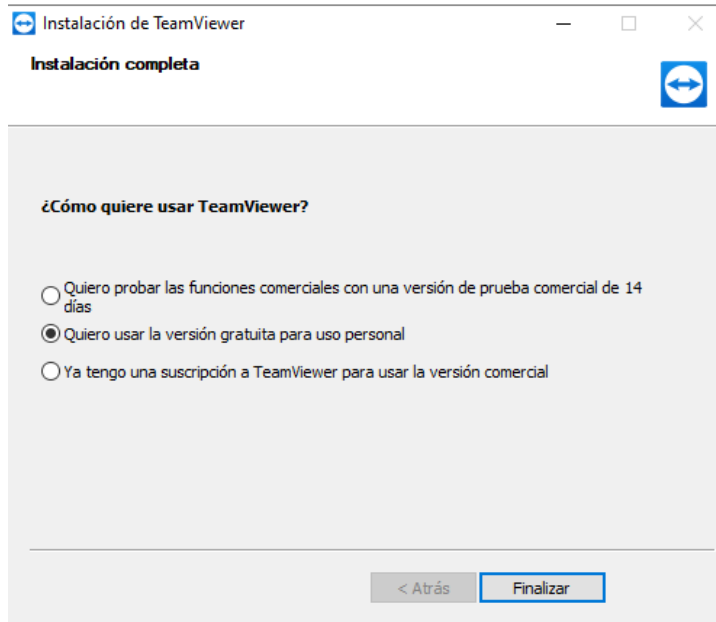 Instalación de TeamViewer
Instalación completa
¿Cómo quiere usar TeamViewer?
Quiero probar las funciones comerciales con una versión de prueba comercial de 14
días
Quiero usar la versión gratuita para uso personal
Ya tengo una suscripción a TeamViewer para usar la versión comercial
< Atrás
Finalizar